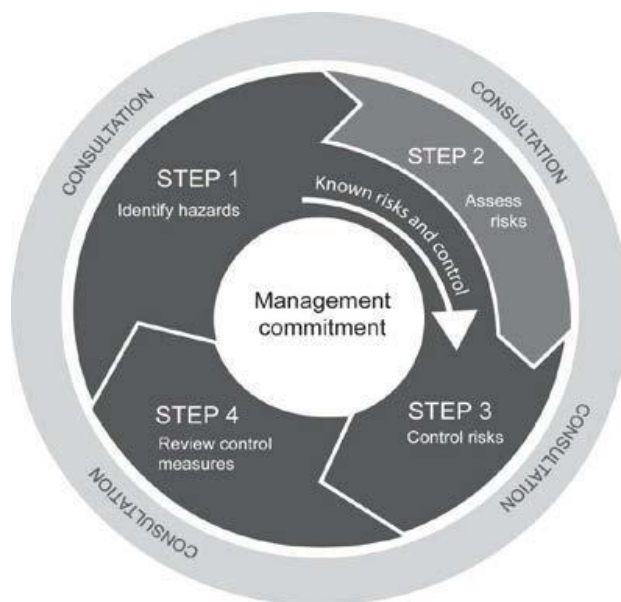 CONSULTATION
CONSULTATION
STEP 1
Identify hazards
STEP 2
Assess
risks
Known risks and control
Management
commitment
STEP 3
Control risks
STEP 4
Review control
measures
CONSULTATION
CONSULTATION